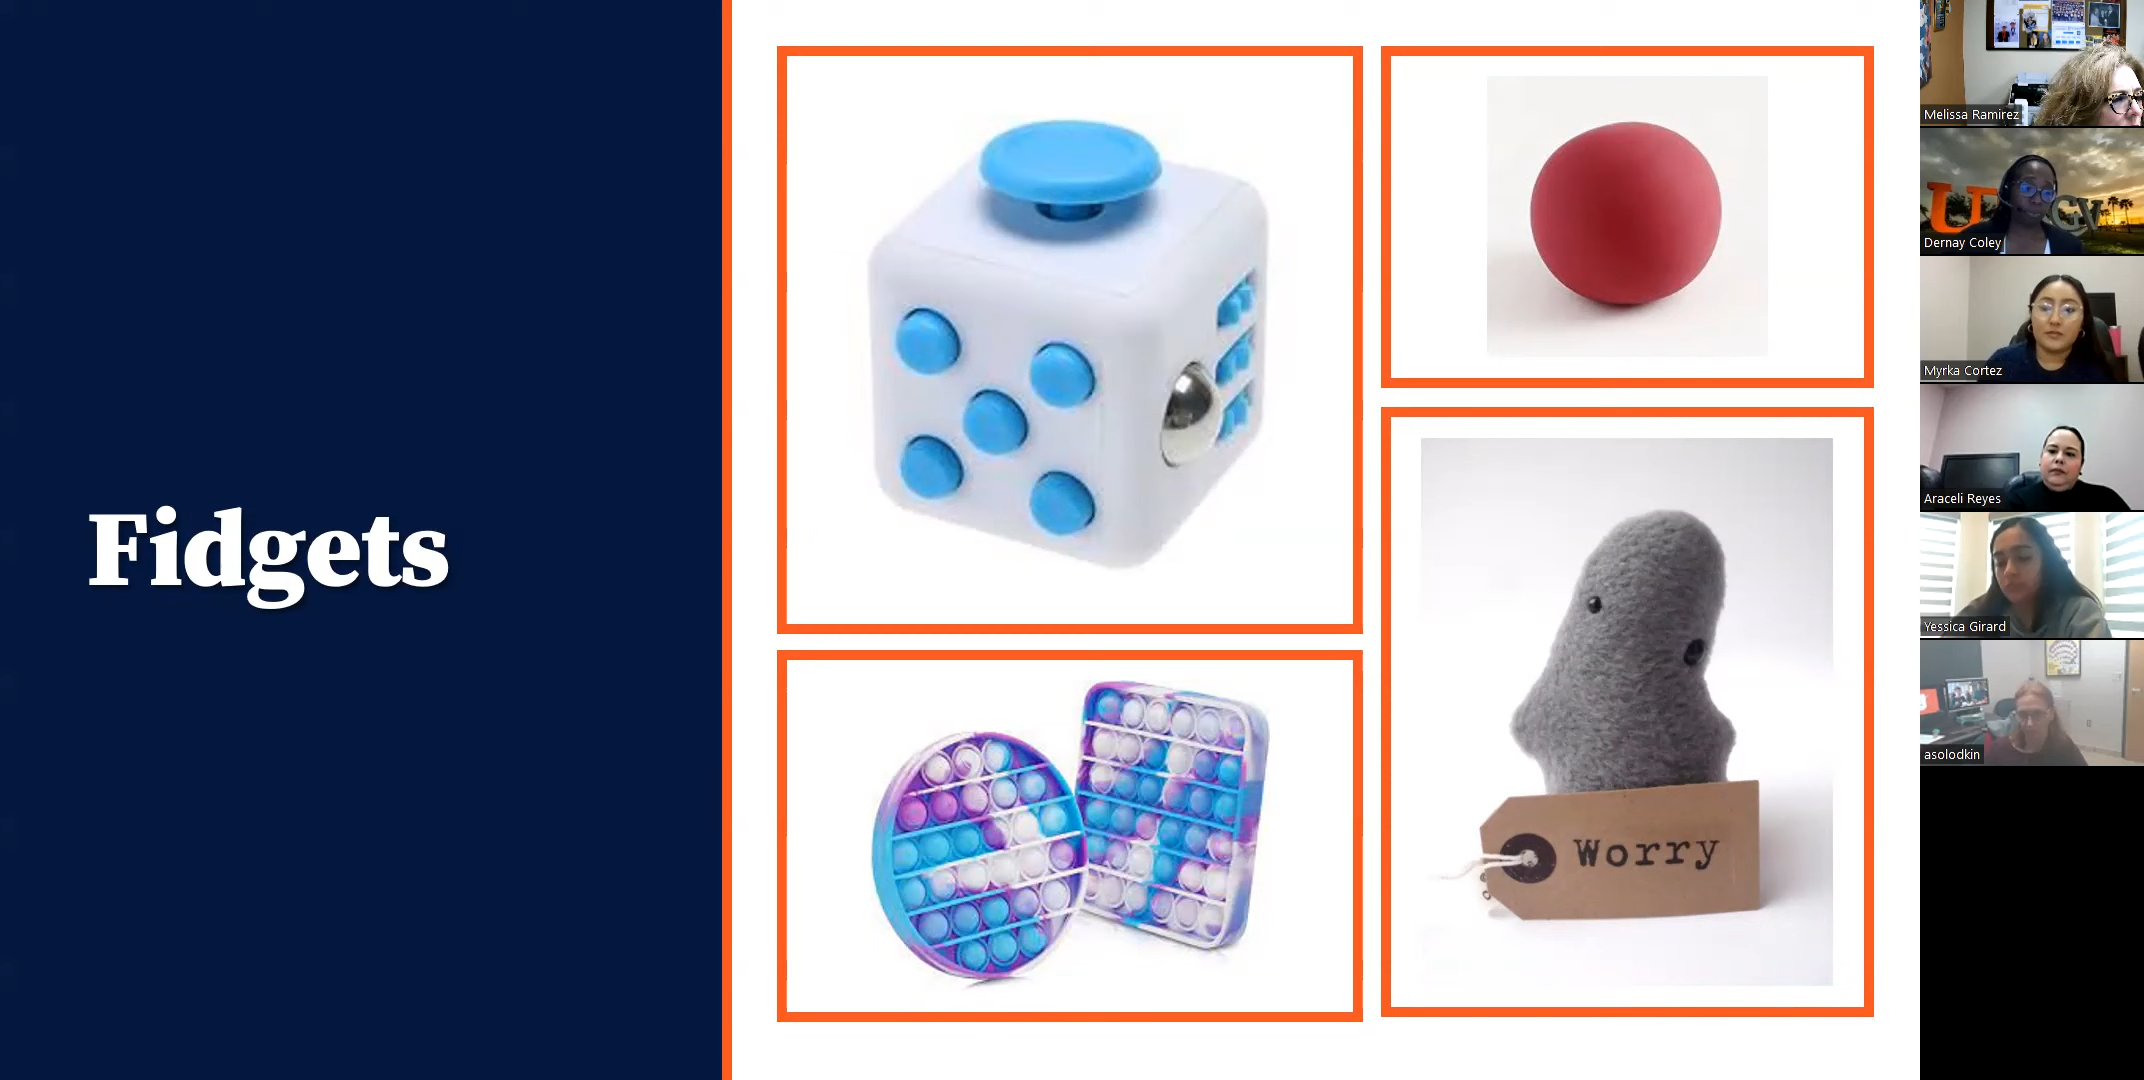 Fidgets
Worry
Melissa Ramirez
Dernay Coley
Myrka Cortez
Araceli Reyes
Yessica Girard
asolodkin